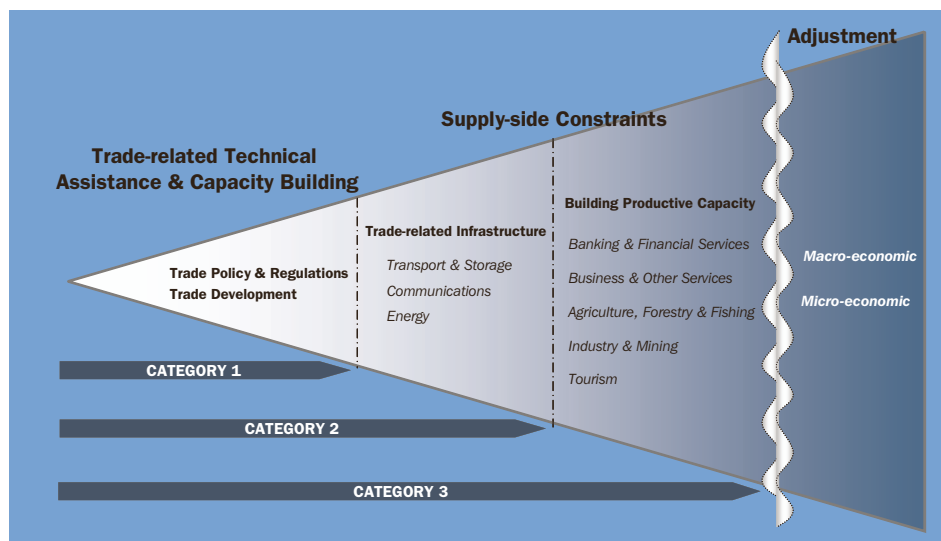 Adjustment
Supply-side Constraints
Trade-related Technical
Assistance & Capacity Building
Trade Policy & Regulations
Trade Development
Trade-related Infrastructure
Transport & Storage
Communications
Energy
Building Productive Capacity
Banking & Financial Services
Business & Other Services
Agriculture, Forestry & Fishing
Industry & Mining
Tourism
Macro-economic
Micro-economic
CATEGORY 1
CATEGORY 2
CATEGORY 3